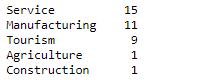 Service 15
Manufacturing 11
Tourism 9
Agriculture 1
Construction 1